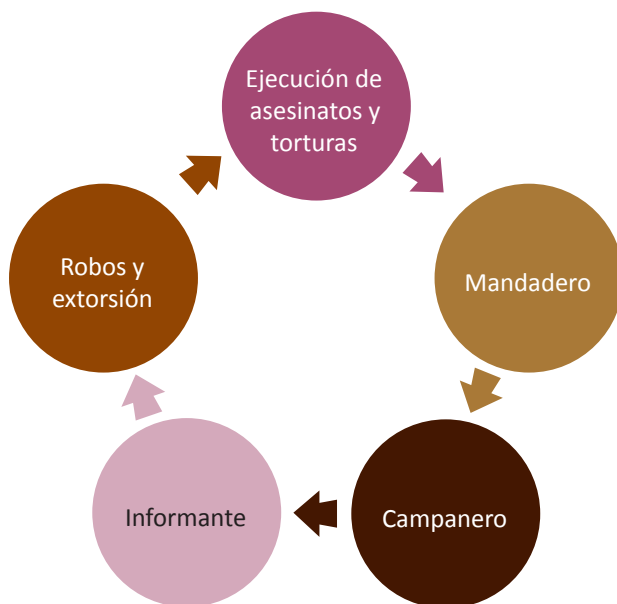 Ejecución de
asesinatos y
torturas
Mandadero
Campanero
Informante
Robos y
extorsión